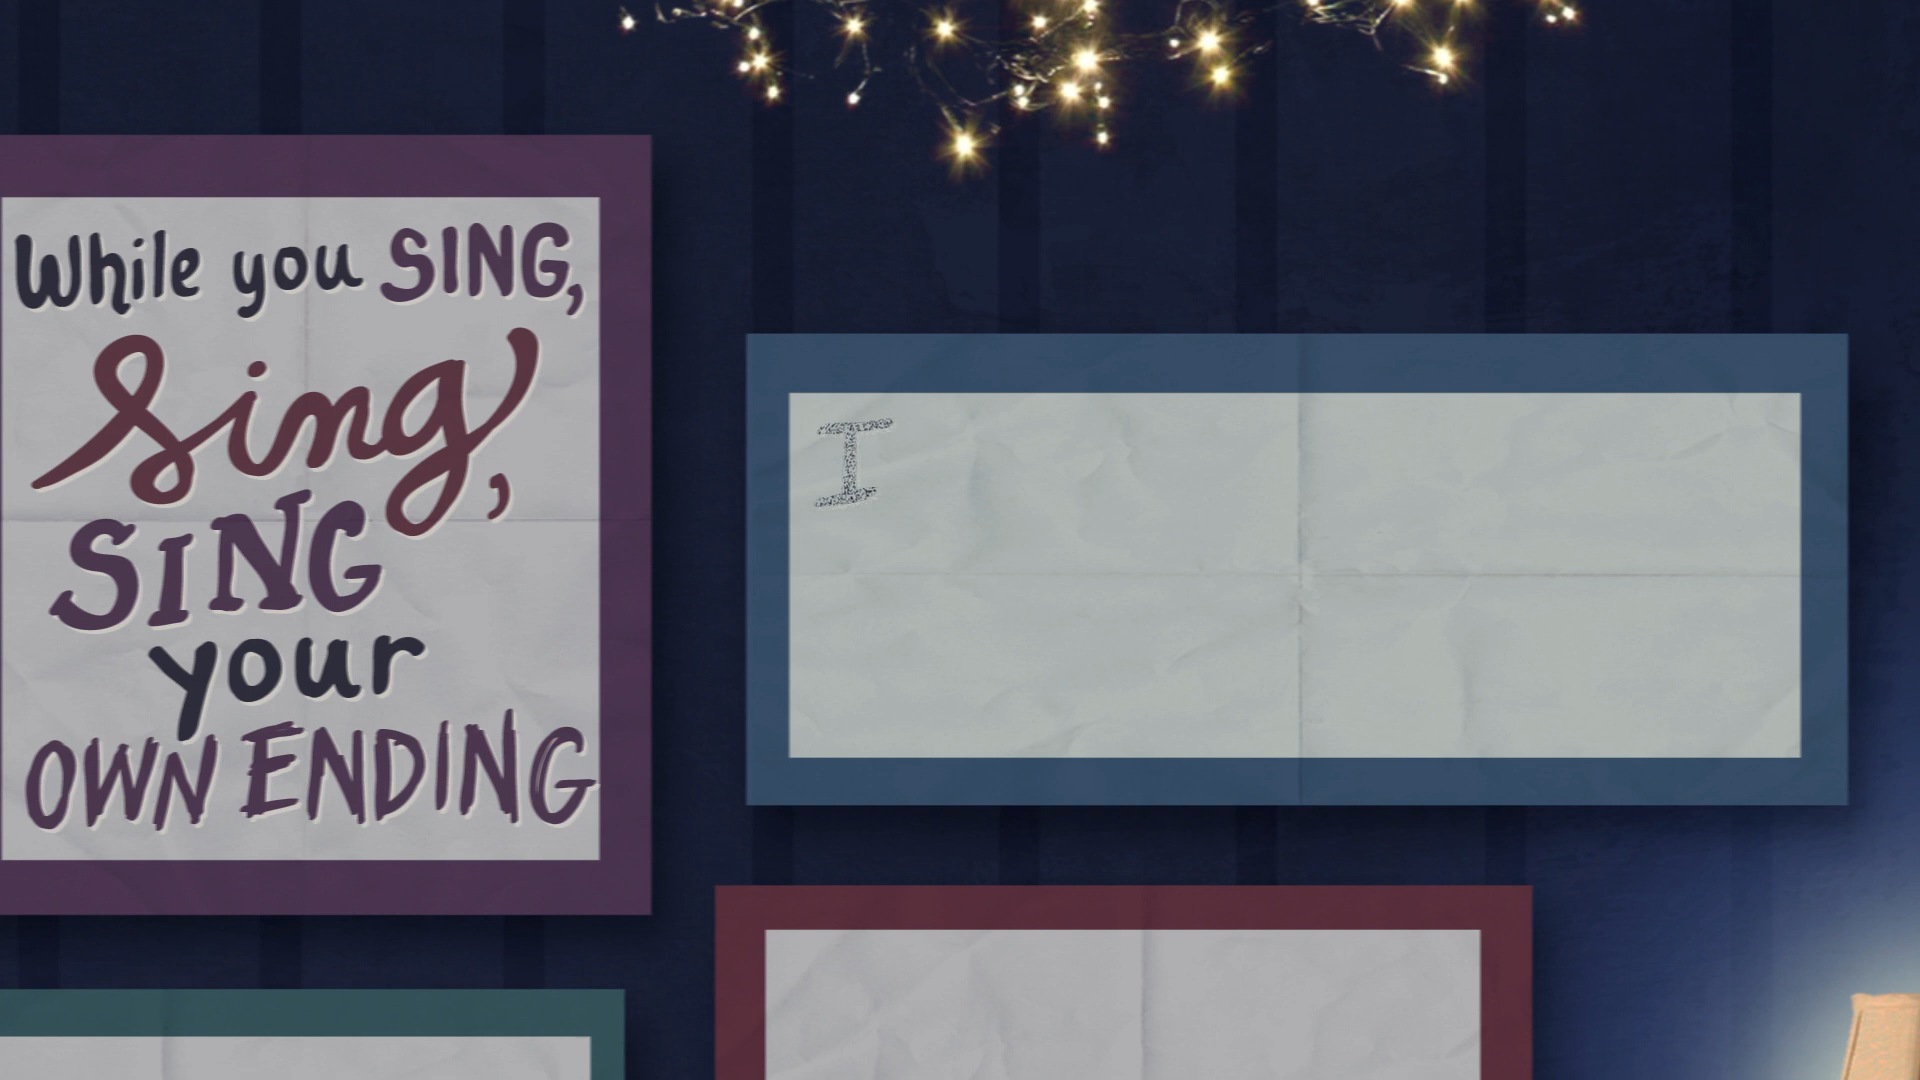 While you SING,
Sing,
SING
your
OWN ENDING
I